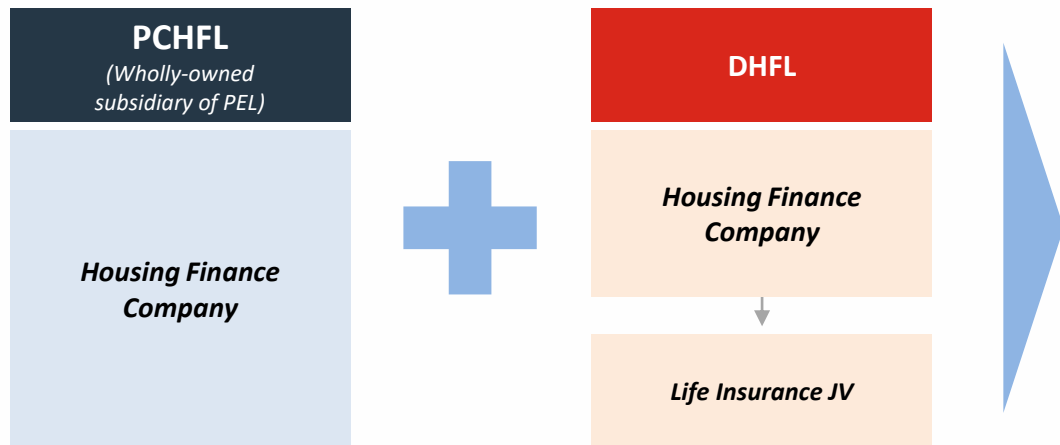 PCHFL
(Wholly-owned
subsidiary of PEL)
Housing Finance
Company
DHFL
Housing Finance
Company
Life Insurance JV